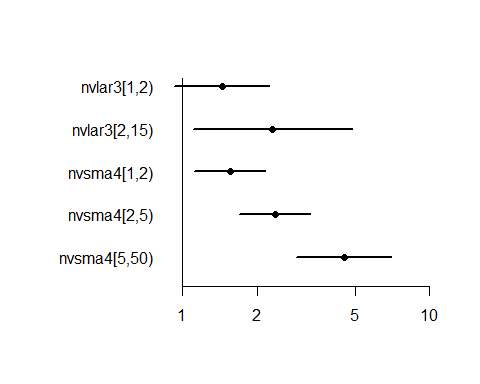 nvlar3[1,2)
nvlar3[2,15)
nvsma4[1,2)
nvsma4[2,5)
nvsma4[5,50)
1 2 5 10